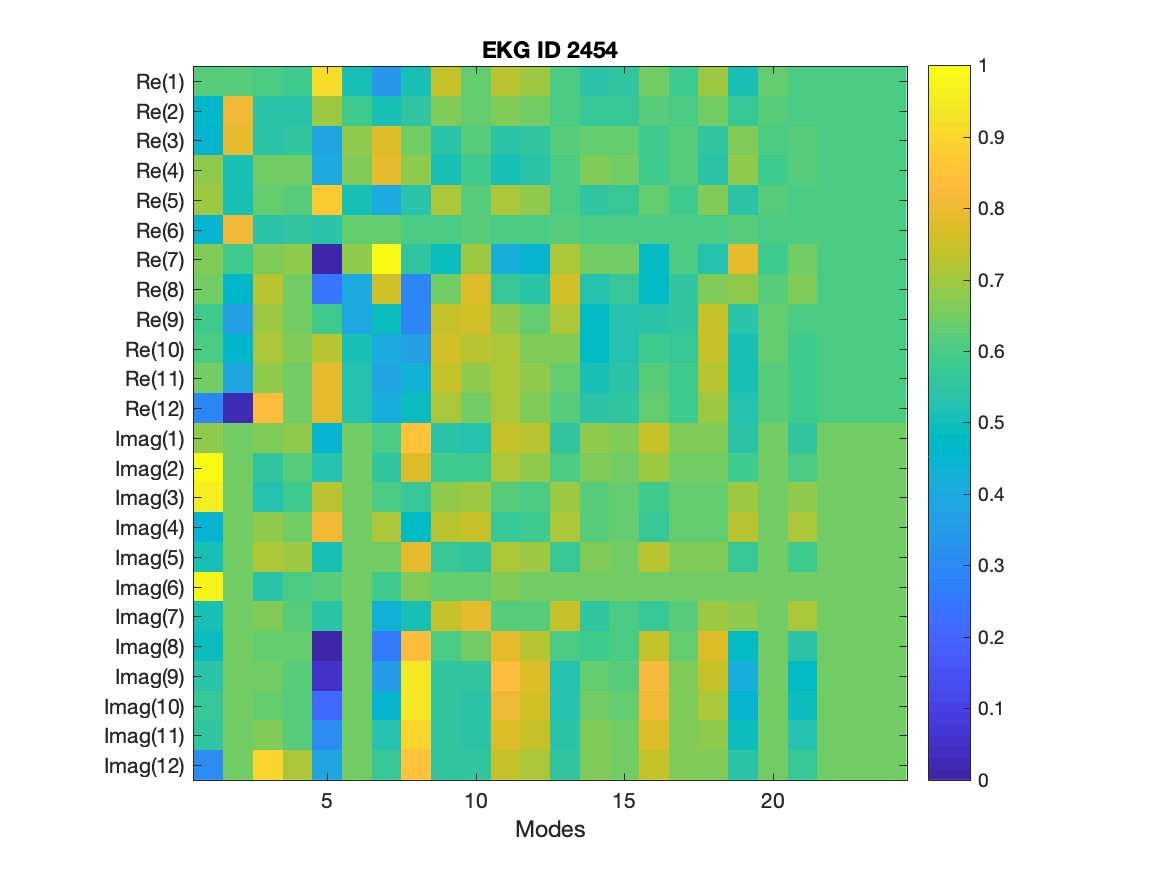 EKG ID 2454
Re(1)
Re(2)
Re(3)
Re(4)
Re(5)
Re(6)
Re(7)
Re(8)
Re(9)
Re(10)
Re(11)
Re(12)
Imag(1)
Imag(2)
Imag(3)
Imag(4)
Imag(5)
Imag(6)
Imag(7)
Imag(8)
Imag(9)
Imag(10)
Imag(11)
Imag(12)
5 10 15 20
Modes
1
0.9
0.8
0.7
0.6
0.5
0.4
0.3
0.2
0.1
0